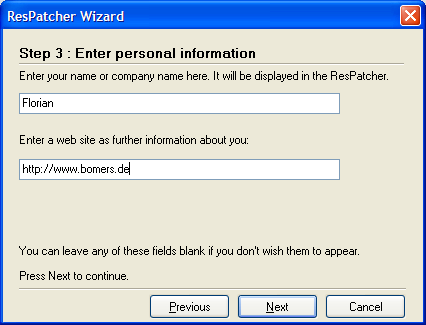 ResPatcher Wizard
Step 3 : Enter personal information
Enter your name or company name here. It will be displayed in the ResPatcher.
Florian
Enter a web site as further information about you:
http://www.bomers.de
You can leave any of these fields blank if you don't wish them to appear.
Press Next to continue.
Previous Next Cancel